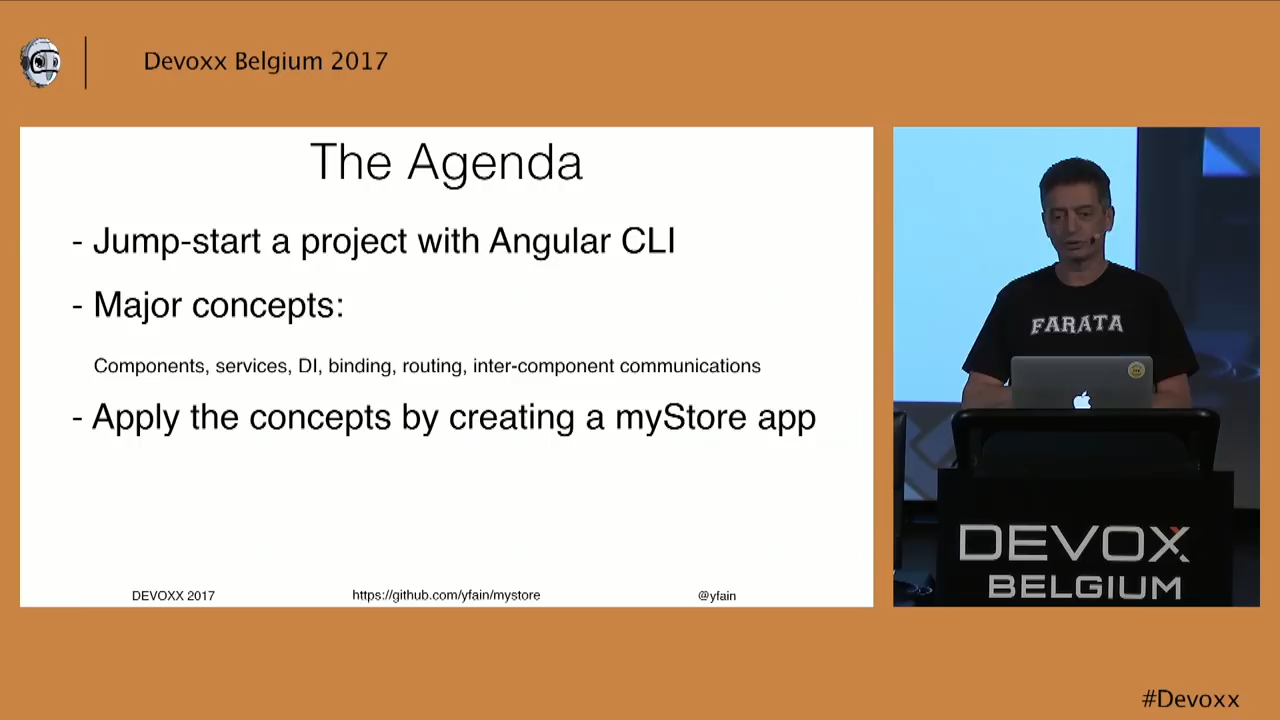 Devoxx Belgium 2017
The Agenda
- Jump-start a project with Angular CLI
- Major concepts:
Components, services, DI, binding, routing, inter-component communications
- Apply the concepts by creating a myStore app
DEVOXX 2017
https://github.com/yfain/mystore
@yfain
FARATA
DEVOX
BELGIUM
#Devoxx